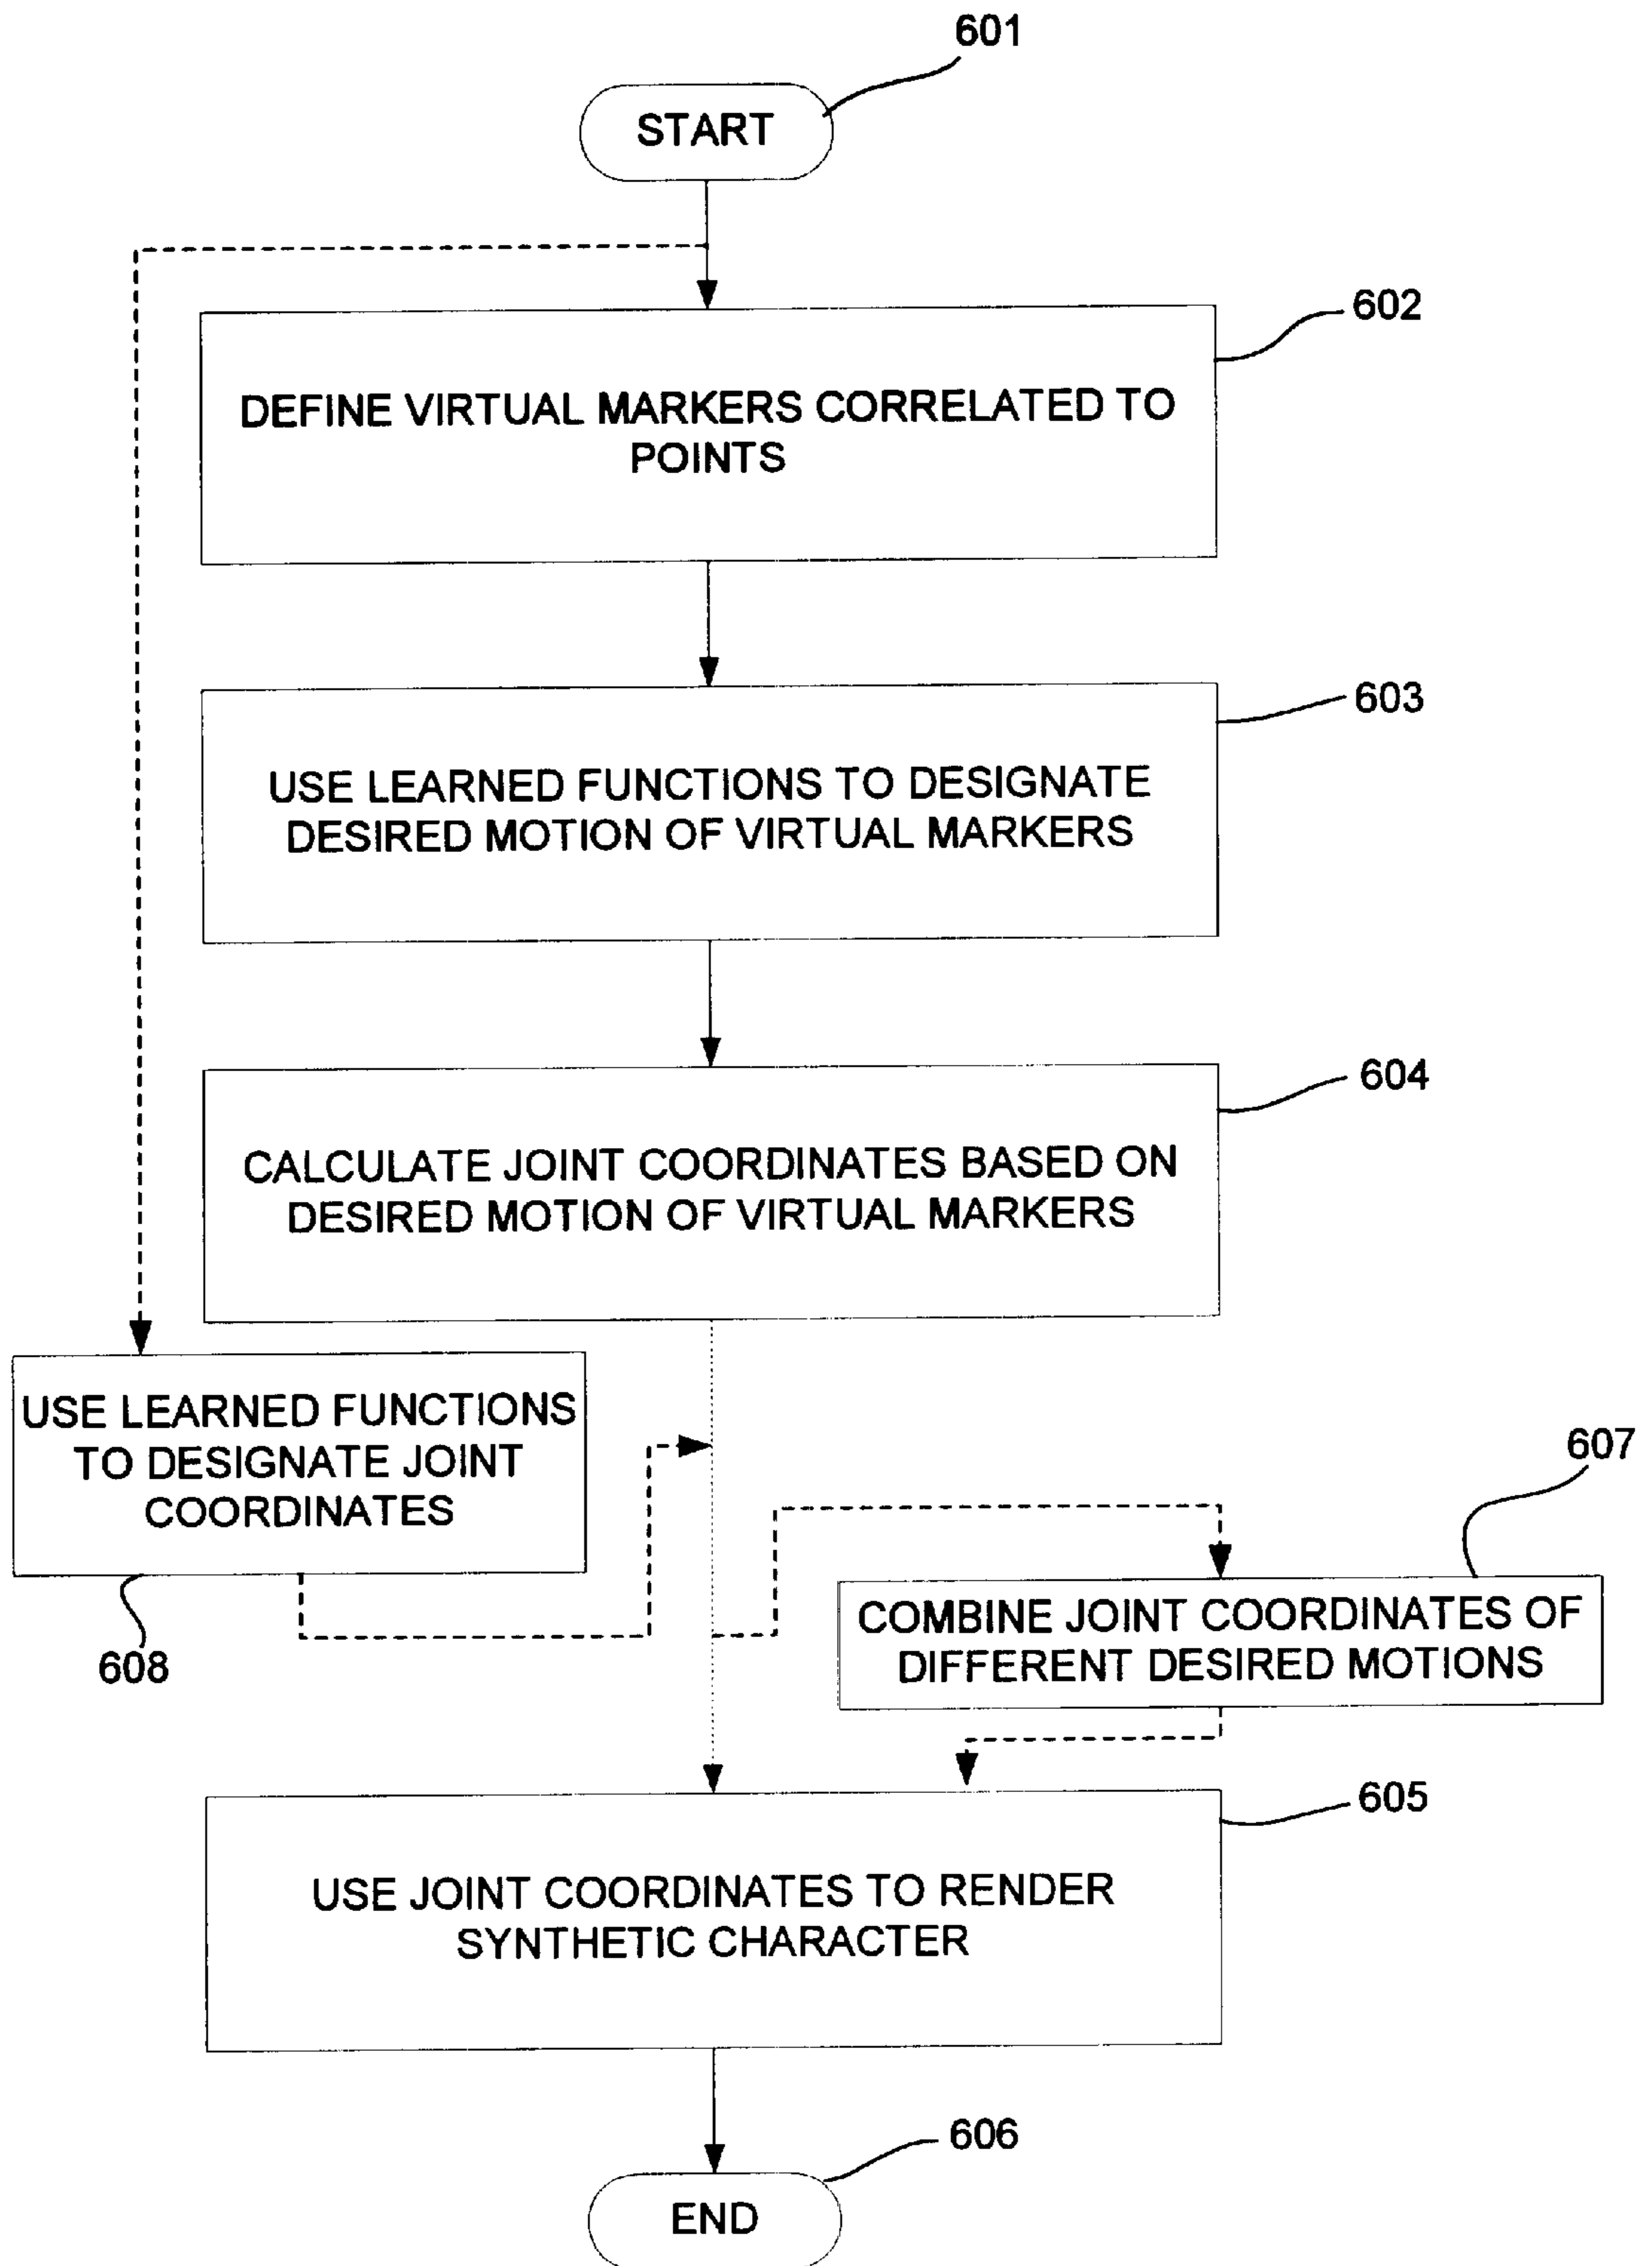 601
START
602
DEFINE VIRTUAL MARKERS CORRELATED TO
POINTS
603
USE LEARNED FUNCTIONS TO DESIGNATE
DESIRED MOTION OF VIRTUAL MARKERS
604
CALCULATE JOINT COORDINATES BASED ON
DESIRED MOTION OF VIRTUAL MARKERS
USE LEARNED FUNCTIONS
TO DESIGNATE JOINT
COORDINATES
608
607
COMBINE JOINT COORDINATES OF
DIFFERENT DESIRED MOTIONS
605
USE JOINT COORDINATES TO RENDER
SYNTHETIC CHARACTER
606
END